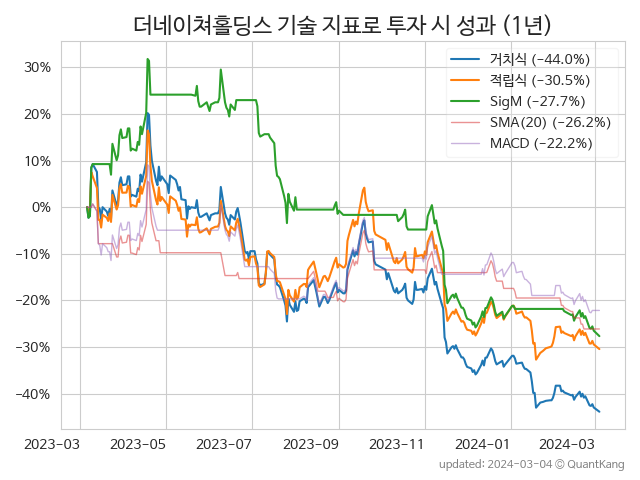 더네이쳐홀딩스 기술 지표로 투자 시 성과 (1년)
거치식 (−44.0%)
적립식 (−30.5%)
SigM (−27.7%)
SMA(20) (−26.2%)
MACD (−22.2%)
30%
20%
10%
0%
−10%
−20%
−30%
−40%
2023−03 2023−05 2023−07 2023−09 2023−11 2024−01 2024−03
updated: 2024−03−04 © QuantKang